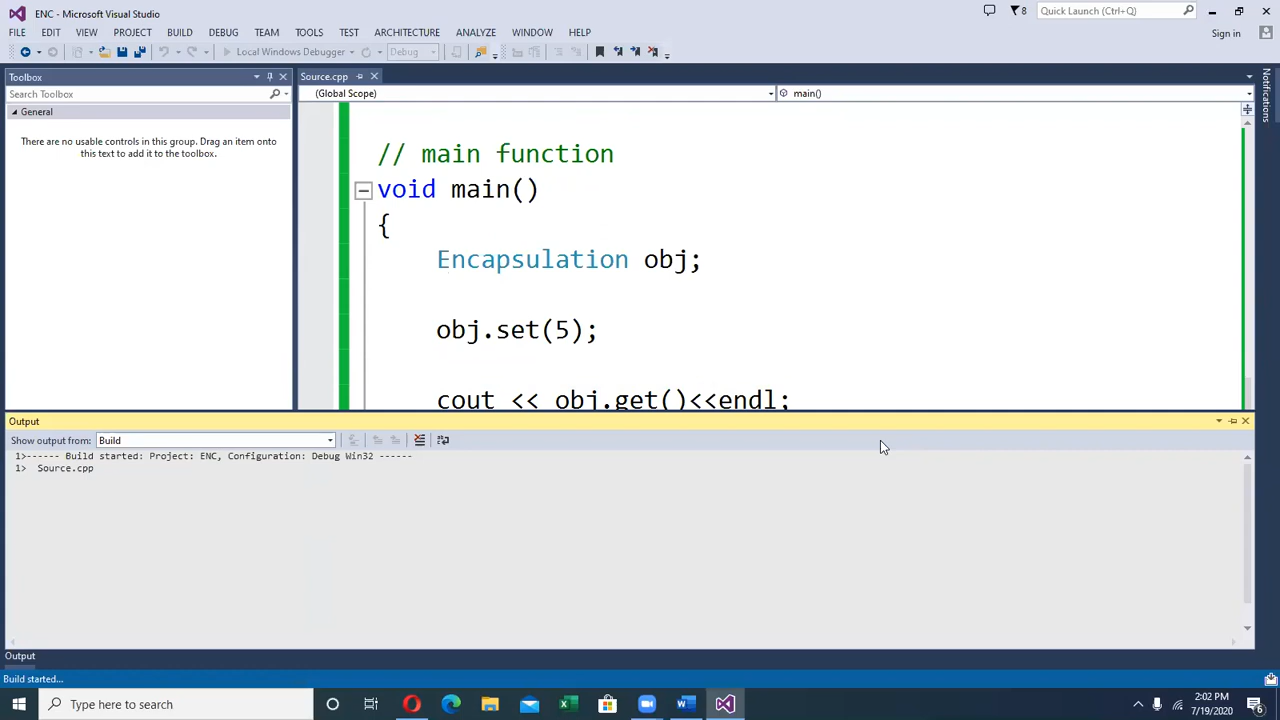 ENC - Microsoft Visual Studio
8
Quick Launch (Ctrl+Q)
FILE EDIT VIEW PROJECT BUILD DEBUG TEAM TOOLS TEST ARCHITECTURE ANALYZE WINDOW HELP
Sign in
Local Windows Debugger
Debug
Toolbox
Source.cpp
Search Toolbox
(Global Scope)
main()
Notifications
General
There are no usable controls in this group. Drag an item onto
this text to add it to the toolbox.
// main function
void main()
{
Encapsulation obj;
obj.set(5);
cout << obj.get()<<endl;
Output
Show output from: Build
1>------ Build started: Project: ENC, Configuration: Debug Win32 ------
1>  Source.cpp
Output
Build started...
Type here to search
2:02 PM
7/19/2020
6